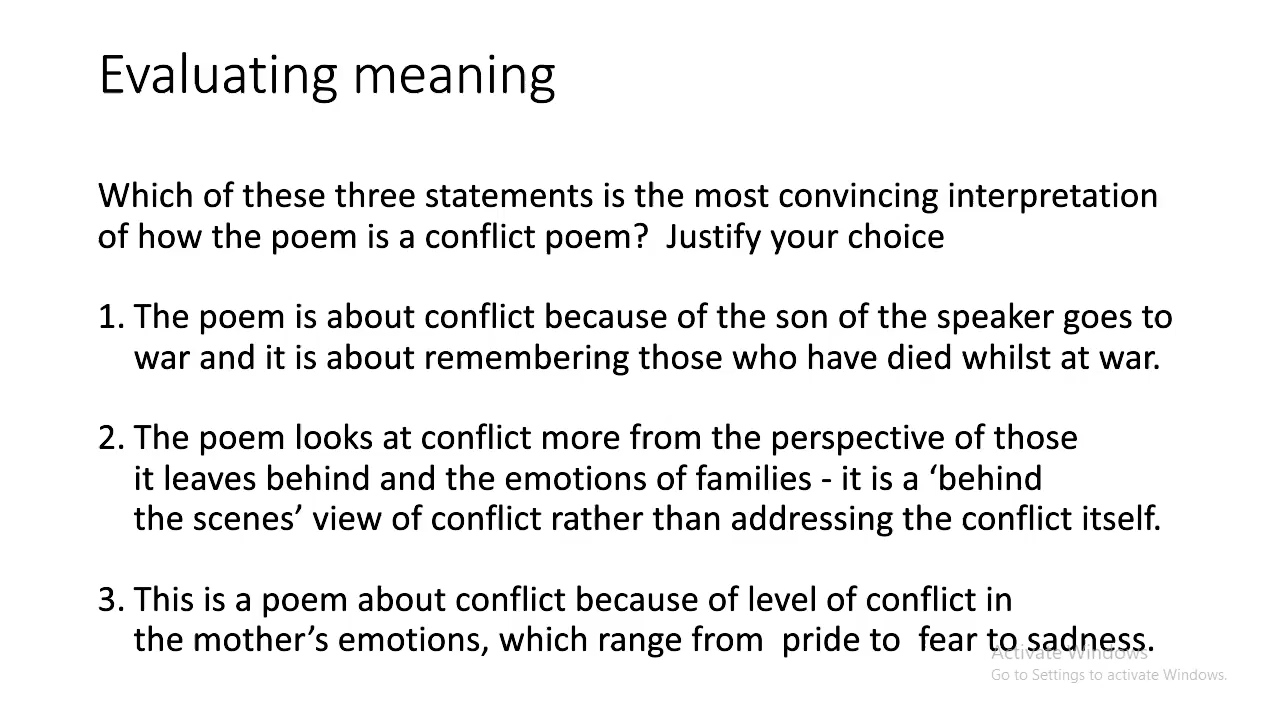 Evaluating meaning
Which of these three statements is the most convincing interpretation
of how the poem is a conflict poem?  Justify your choice
1. The poem is about conflict because of the son of the speaker goes to
war and it is about remembering those who have died whilst at war.
2. The poem looks at conflict more from the perspective of those
it leaves behind and the emotions of families - it is a ‘behind
the scenes’ view of conflict rather than addressing the conflict itself.
3. This is a poem about conflict because of level of conflict in
the mother’s emotions, which range from  pride to  fear to sadness.
Activate Windows
Go to Settings to activate Windows.